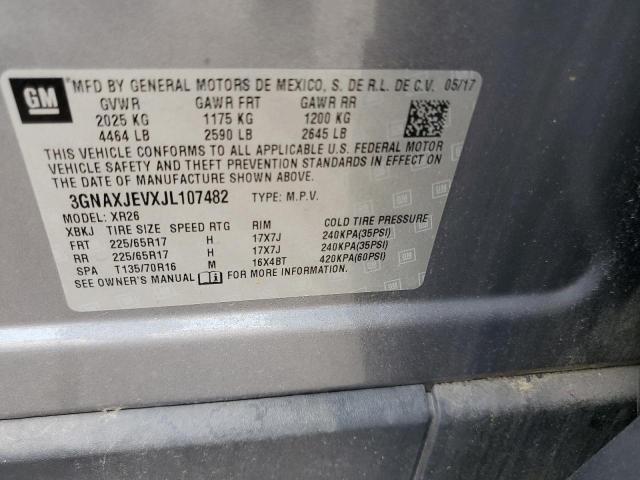 GM *MFD BY GENERAL MOTORS DE MEXICO, S. DE R.L. DE C.V. 05/17
GVWR GAWR FRT GAWR RR
2025 KG 1175 KG 1200 KG
4464 LB 2590 LB 2645 LB
THIS VEHICLE CONFORMS TO ALL APPLICABLE U.S. FEDERAL MOTOR
VEHICLE SAFETY AND THEFT PREVENTION STANDARDS IN EFFECT ON
THE DATE OF MANUFACTURE SHOWN ABOVE.
3GNAXJEVXJL107482 TYPE: M.P.V.
MODEL: XR26
XBKJ TIRE SIZE SPEED RTG RIM COLD TIRE PRESSURE
FRT 225/65R17 H 17X7J 240KPA(35PSI)
RR 225/65R17 H 17X7J 240KPA(35PSI)
SPA T135/70R16 M 16X4BT 420KPA(60PSI)
SEE OWNER'S MANUAL